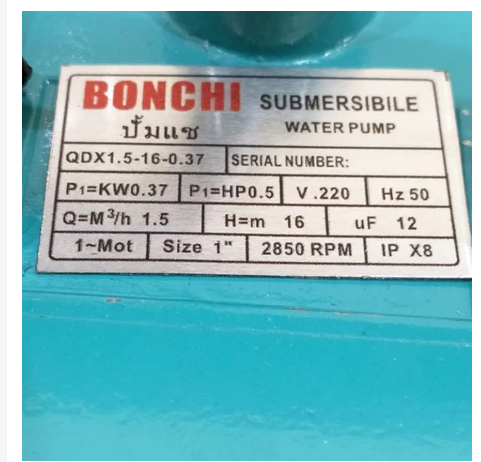 BONCHI SUBMERSIBILE
ปั๊มแช่ WATER PUMP
QDX1.5-16-0.37 SERIAL NUMBER:
P1=KW0.37 P1=HP0.5 V.220 Hz 50
Q=M³/h 1.5 H=m 16 uF 12
1~Mot Size 1" 2850 RPM IP X8